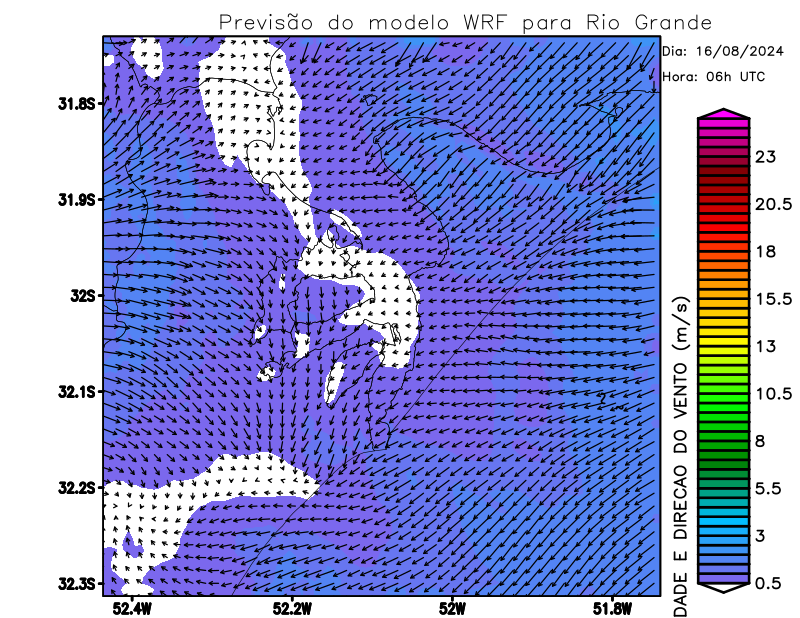 Previsão do modelo WRF para Rio Grande
Dia: 16/08/2024
Hora: 06h UTC
31.8S
31.9S
32S
32.1S
32.2S
32.3S
52.4W
52.2W
52W
51.8W
DADE E DIRECAO DO VENTO (m/s)
23
20.5
18
15.5
13
10.5
8
5.5
3
0.5